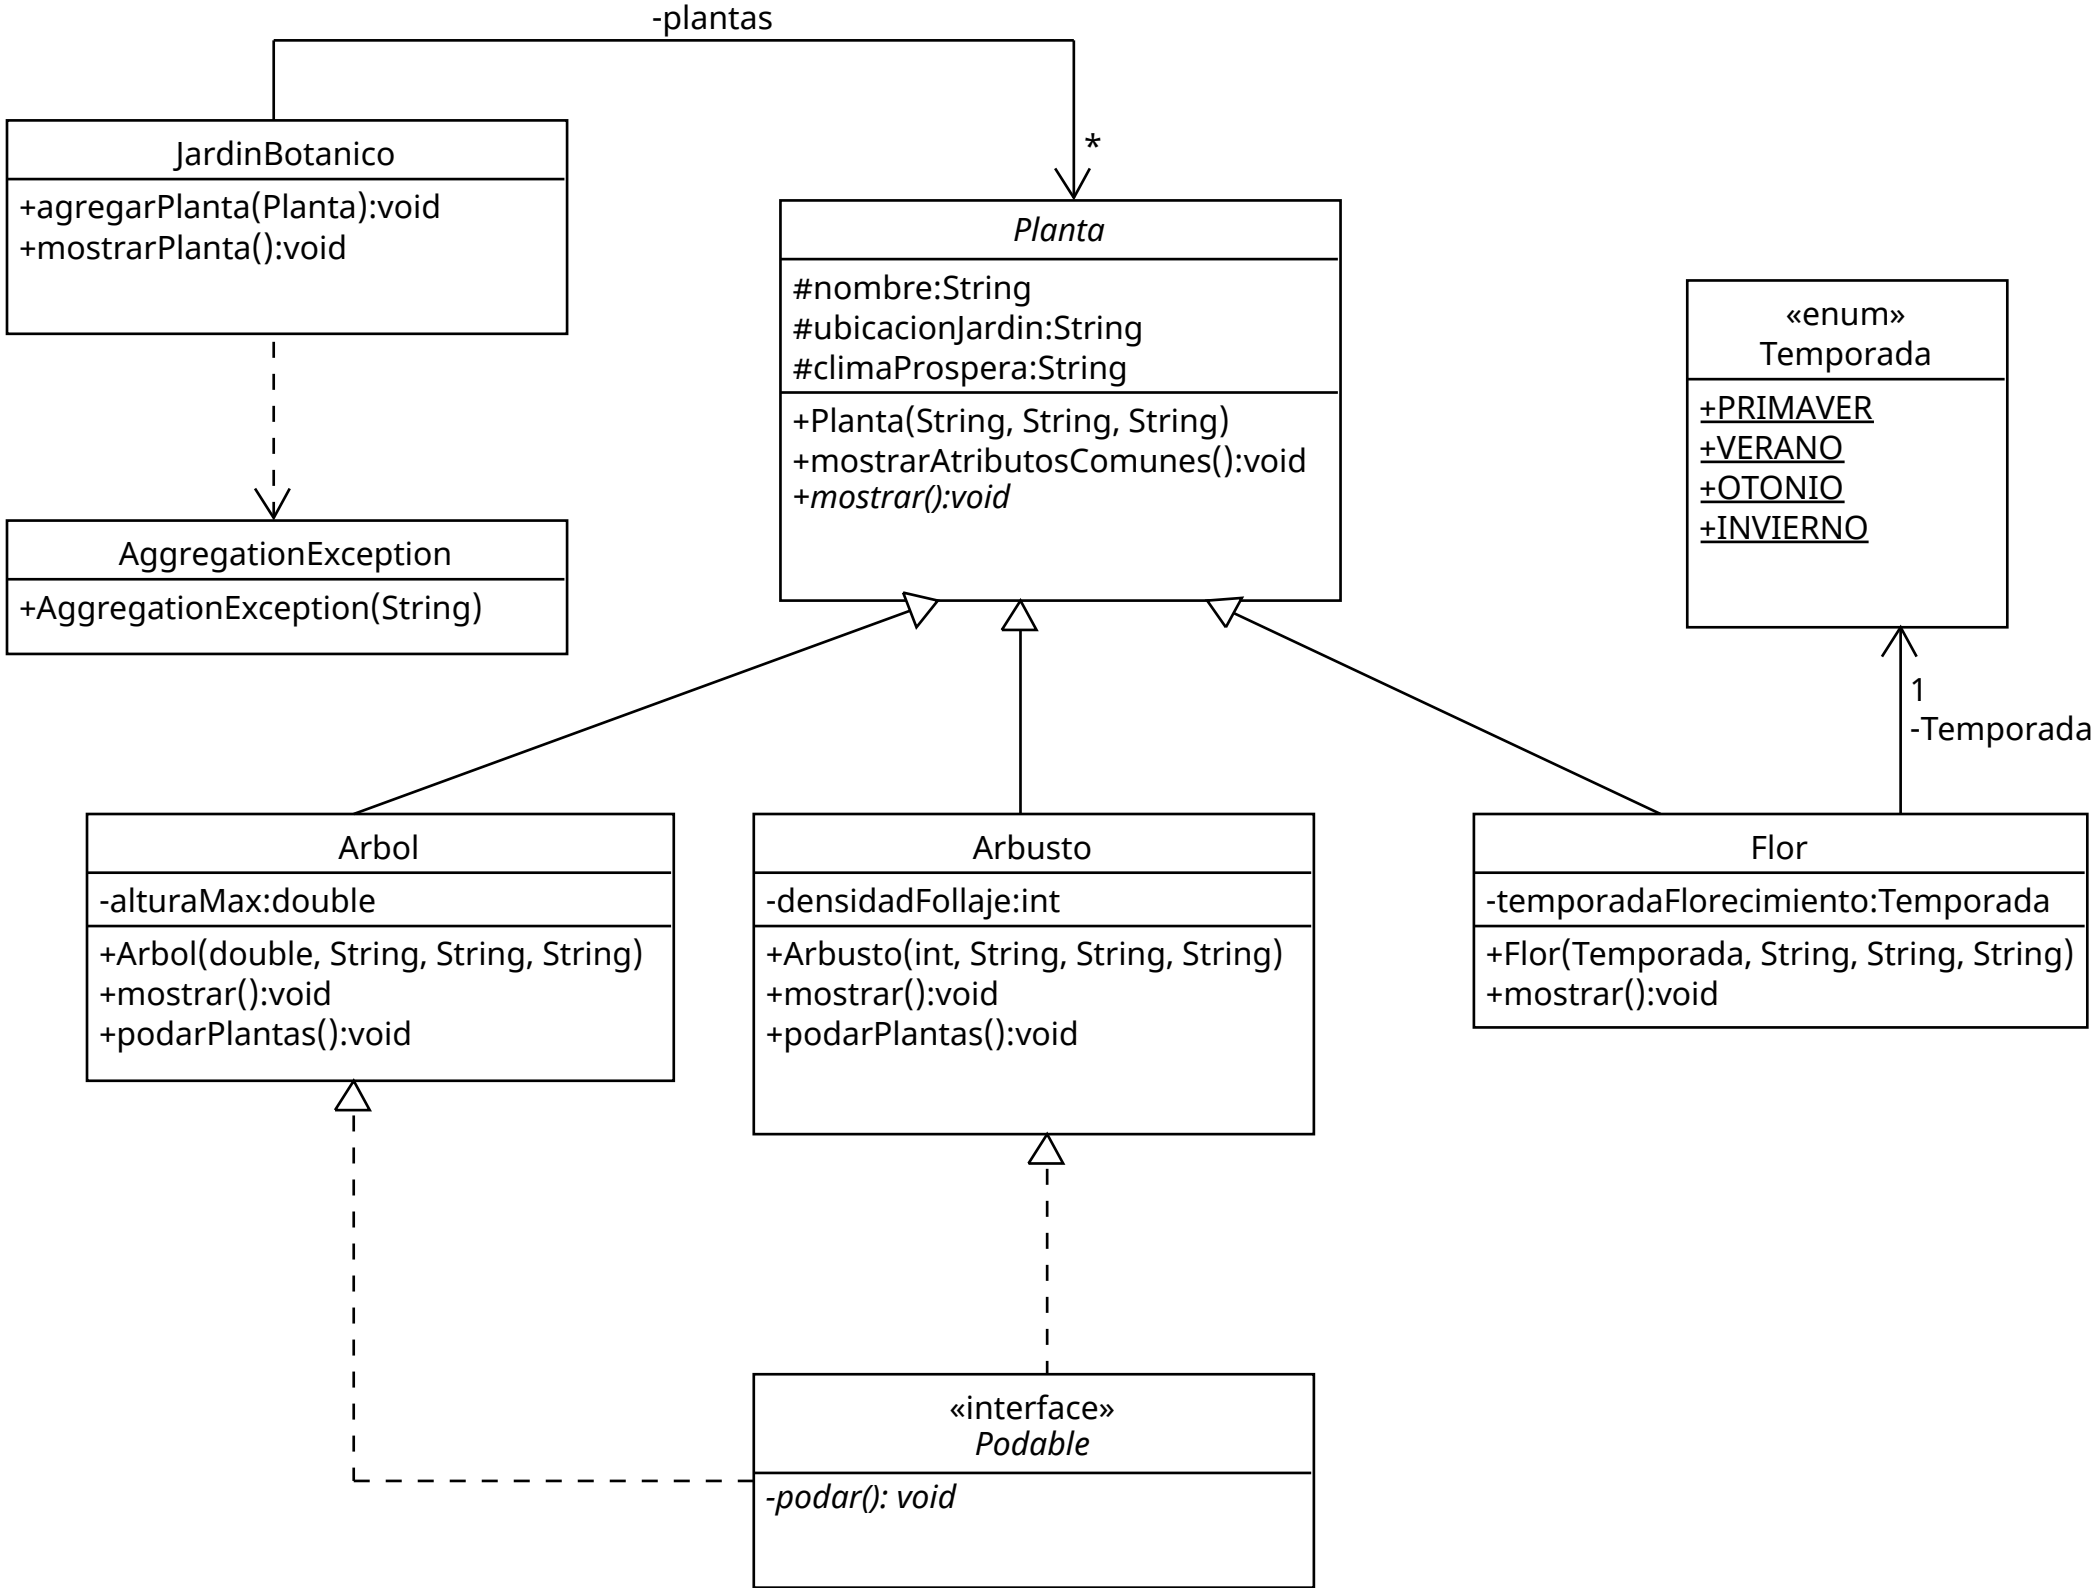 -plantas
*
JardinBotanico
+agregarPlanta(Planta):void
+mostrarPlanta():void
Planta
#nombre:String
#ubicacionJardin:String
#climaProspera:String
+Planta(String, String, String)
+mostrarAtributosComunes():void
+mostrar():void
«enum»
Temporada
+PRIMAVER
+VERANO
+OTONIO
+INVIERNO
AggregationException
+AggregationException(String)
1
-Temporada
Arbol
-alturaMax:double
+Arbol(double, String, String, String)
+mostrar():void
+podarPlantas():void
Arbusto
-densidadFollaje:int
+Arbusto(int, String, String, String)
+mostrar():void
+podarPlantas():void
Flor
-temporadaFlorecimiento:Temporada
+Flor(Temporada, String, String, String)
+mostrar():void
«interface»
Podable
-podar(): void